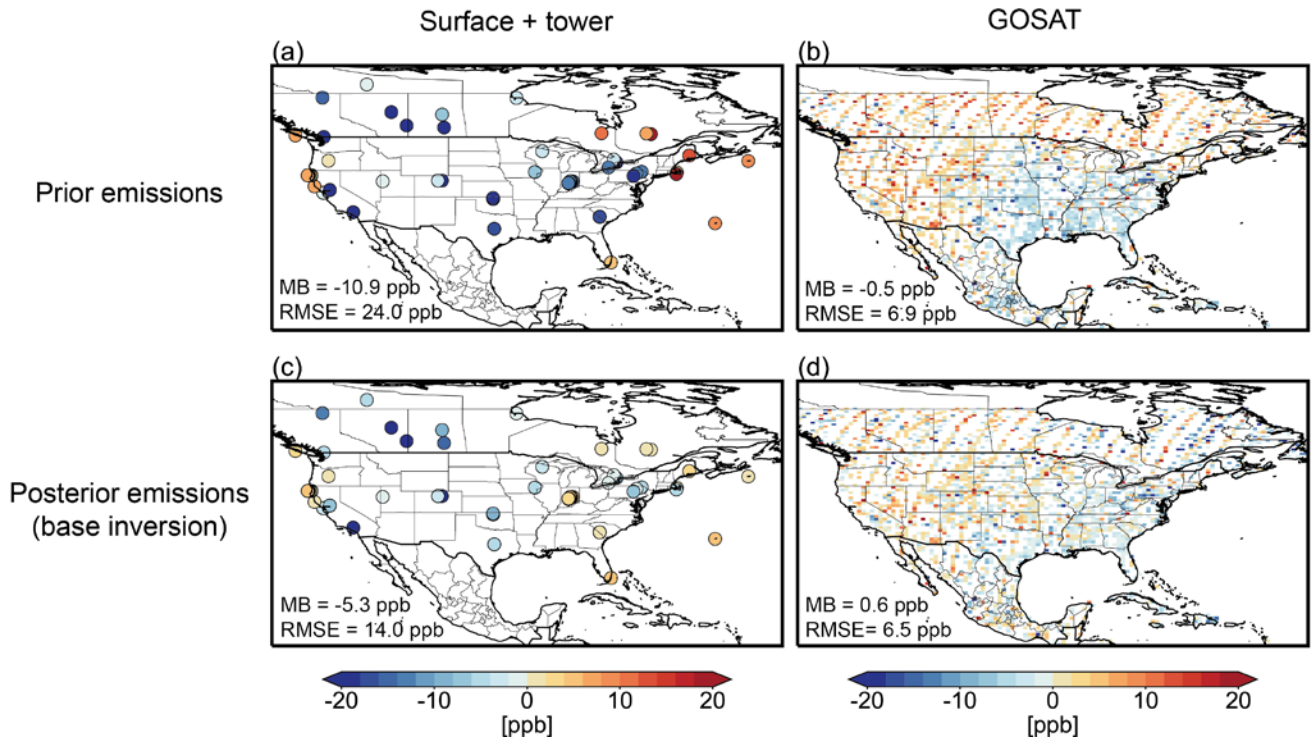 Surface + tower
GOSAT
(a)
(b)
Prior emissions
MB = -10.9 ppb
RMSE = 24.0 ppb
MB = -0.5 ppb
RMSE = 6.9 ppb
(c)
(d)
Posterior emissions
(base inversion)
MB = -5.3 ppb
RMSE = 14.0 ppb
MB = 0.6 ppb
RMSE= 6.5 ppb
-20 -10 0 10 20
[ppb]
-20 -10 0 10 20
[ppb]